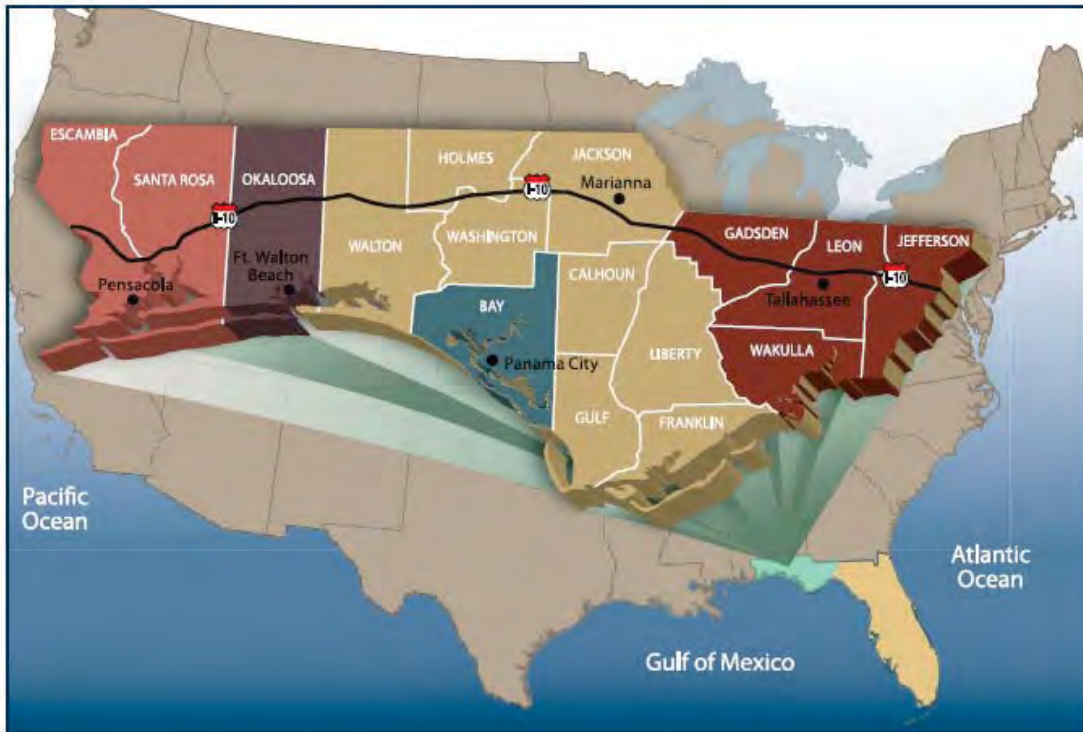 ESCAMBIA
SANTA ROSA
OKALOOSA
HOLMES
JACKSON
Marianna
I-10
I-10
WALTON
WASHINGTON
GADSDEN
LEON
JEFFERSON
Ft. Walton
Beach
CALHOUN
I-10
Pensacola
Tallahassee
BAY
LIBERTY
WAKULLA
Panama City
GULF
FRANKLIN
Pacific
Ocean
Atlantic
Ocean
Gulf of Mexico